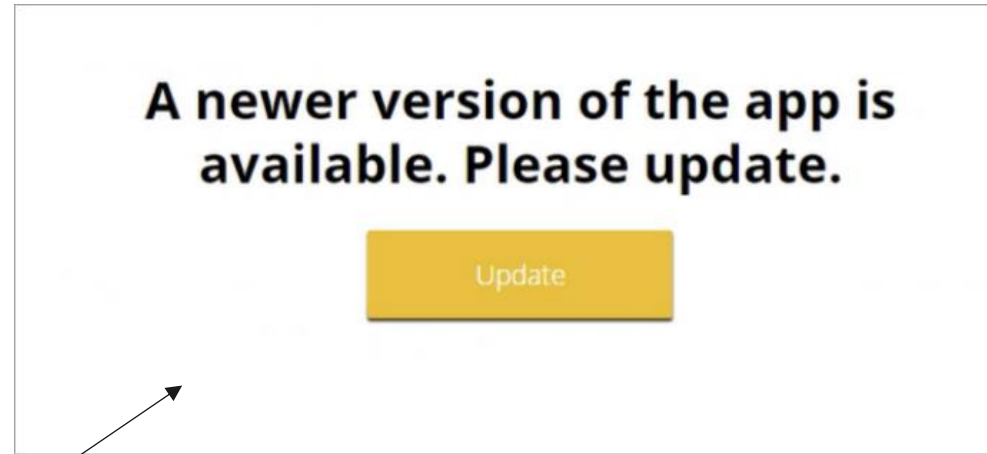 A newer version of the app is
available. Please update.
Update